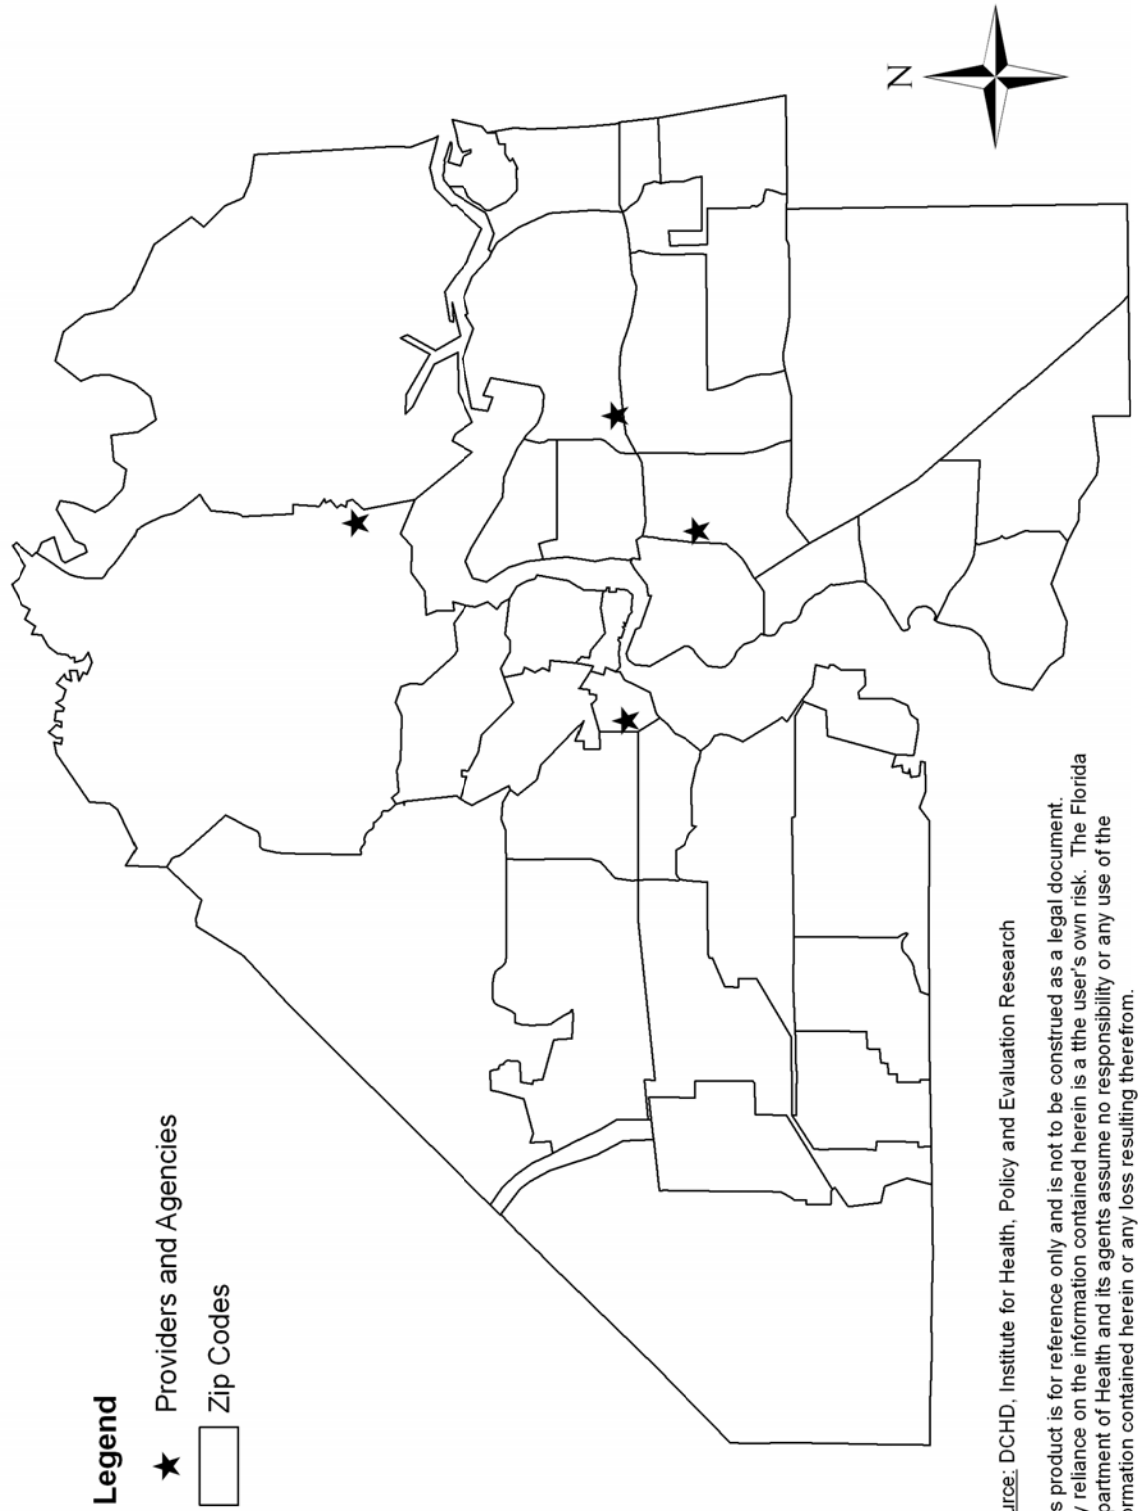 Legend
Providers and Agencies
Zip Codes
N
DCHD, Institute for Health, Policy and Evaluation Research
product is for reference only and is not to be construed as a legal document.
reliance on the information contained herein is a tthe user's own risk. The Florida
of Health and its agents assume no responsibility or any use of the
contained herein or any loss resulting therefrom.